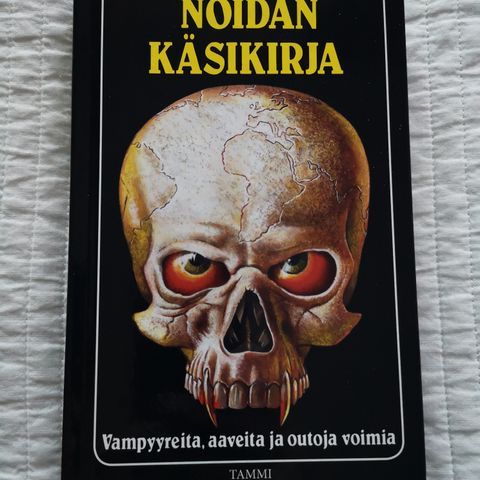 NOIDAN
KÄSIKIRJA
Vampyyreita, aaveita ja outoja voimia
TAMMI